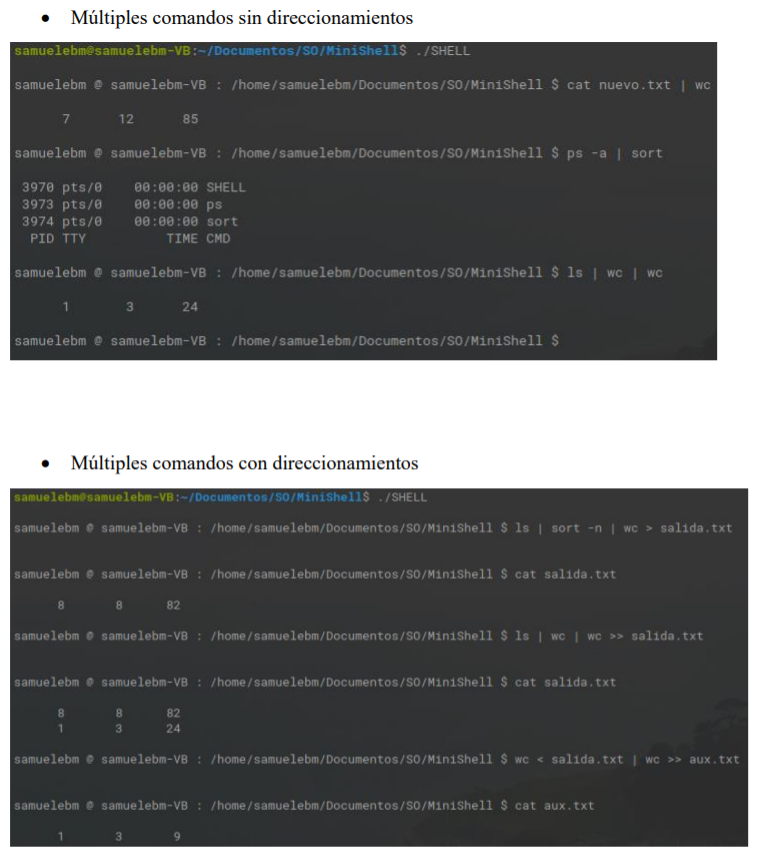 • Múltiples comandos sin direccionamientos
samuelebm@samuelebm-VB:~/Documentos/SO/MiniShell$ ./SHELL
samuelebm @ samuelebm-VB : /home/samuelebm/Documentos/SO/MiniShell $ cat nuevo.txt | wc
7 12 85
samuelebm @ samuelebm-VB : /home/samuelebm/Documentos/SO/MiniShell $ ps -a | sort
3970 pts/0 00:00:00 SHELL
3973 pts/0 00:00:00 ps
3974 pts/0 00:00:00 sort
PID TTY TIME CMD
samuelebm @ samuelebm-VB : /home/samuelebm/Documentos/SO/MiniShell $ ls | wc | wc
1 3 24
samuelebm @ samuelebm-VB : /home/samuelebm/Documentos/SO/MiniShell $
• Múltiples comandos con direccionamientos
samuelebm@samuelebm-VB:~/Documentos/SO/MiniShell$ ./SHELL
samuelebm @ samuelebm-VB : /home/samuelebm/Documentos/SO/MiniShell $ ls | sort -n | wc > salida.txt
samuelebm @ samuelebm-VB : /home/samuelebm/Documentos/SO/MiniShell $ cat salida.txt
8 8 82
samuelebm @ samuelebm-VB : /home/samuelebm/Documentos/SO/MiniShell $ ls | wc | wc >> salida.txt
samuelebm @ samuelebm-VB : /home/samuelebm/Documentos/SO/MiniShell $ cat salida.txt
8 8 82
1 3 24
samuelebm @ samuelebm-VB : /home/samuelebm/Documentos/SO/MiniShell $ wc < salida.txt | wc >> aux.txt
samuelebm @ samuelebm-VB : /home/samuelebm/Documentos/SO/MiniShell $ cat aux.txt
1 3 9